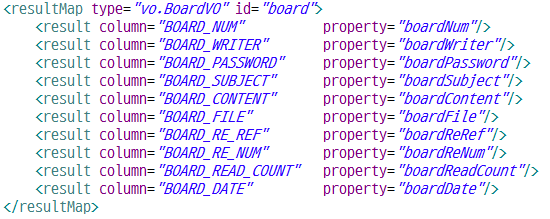 <resultMap type="vo.BoardVO" id="board">
    <result column="BOARD_NUM"          property="boardNum"/>
    <result column="BOARD_WRITER"       property="boardWriter"/>
    <result column="BOARD_PASSWORD"     property="boardPassword"/>
    <result column="BOARD_SUBJECT"      property="boardSubject"/>
    <result column="BOARD_CONTENT"      property="boardContent"/>
    <result column="BOARD_FILE"         property="boardFile"/>
    <result column="BOARD_RE_REF"       property="boardReRef"/>
    <result column="BOARD_RE_NUM"       property="boardReNum"/>
    <result column="BOARD_READ_COUNT"   property="boardReadCount"/>
    <result column="BOARD_DATE"         property="boardDate"/>
</resultMap>